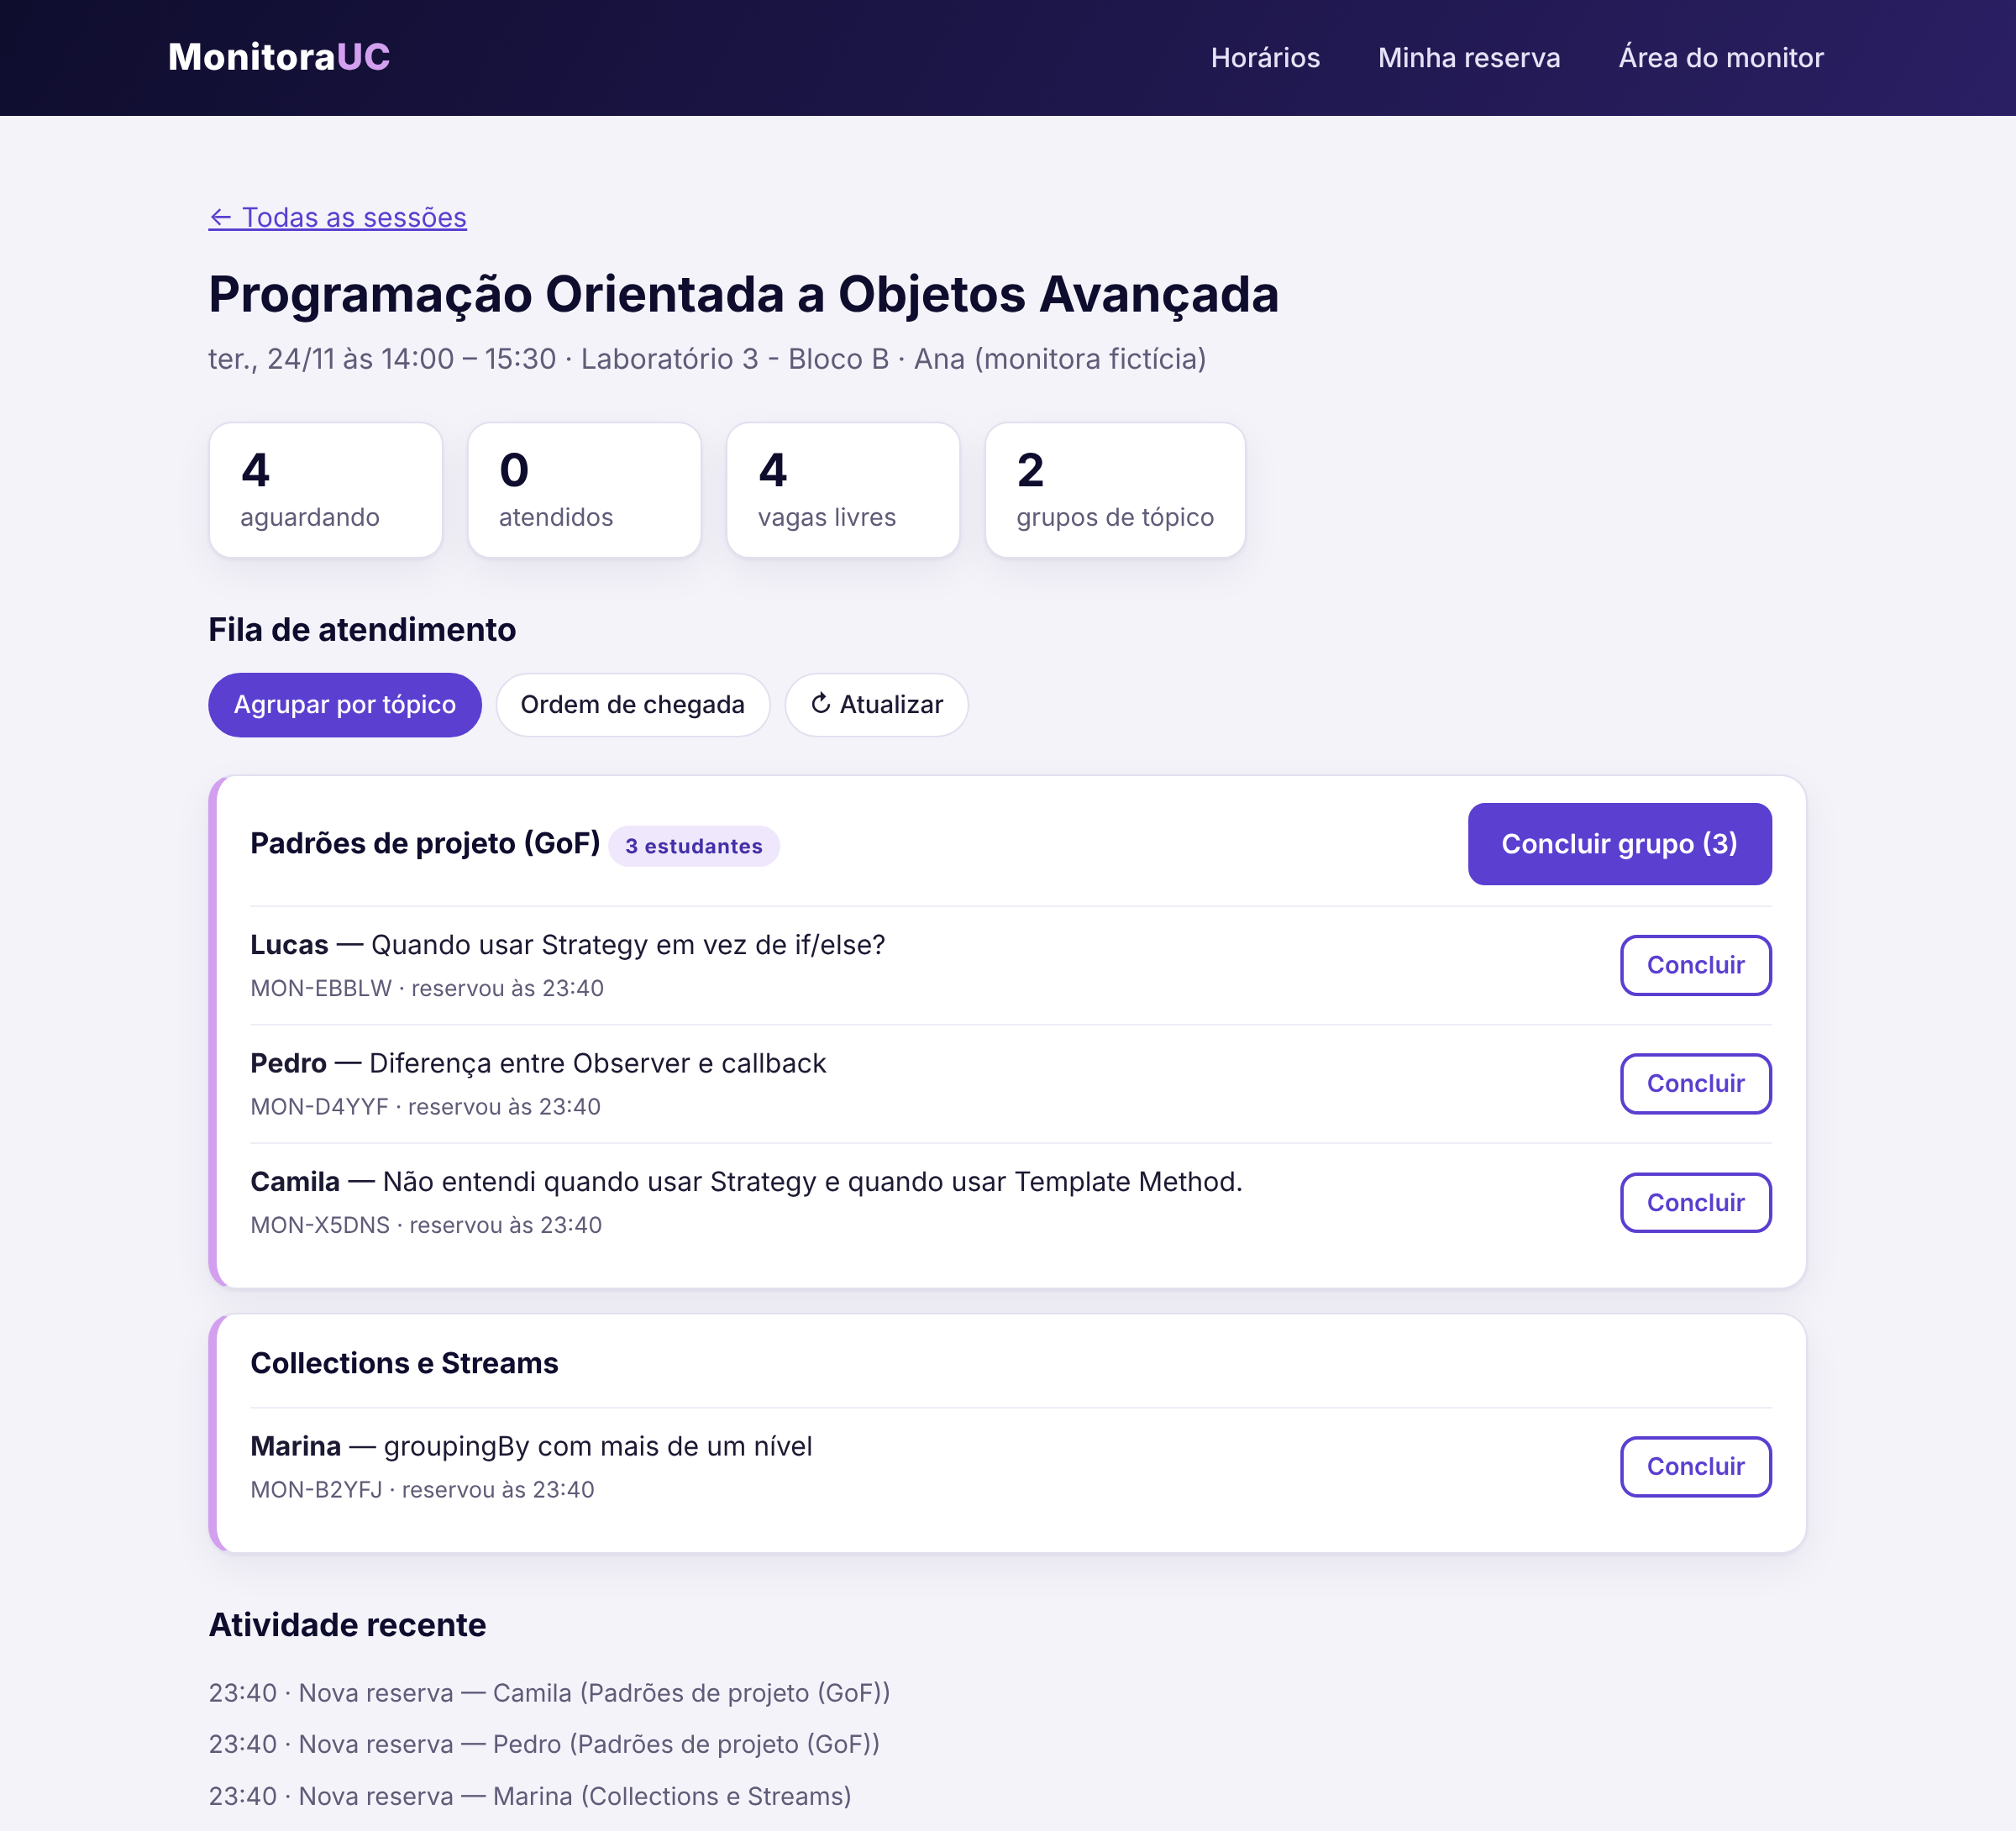 MonitoraUC
Horários
Minha reserva
Área do monitor
← Todas as sessões
Programação Orientada a Objetos Avançada
ter., 24/11 às 14:00 – 15:30 · Laboratório 3 - Bloco B · Ana (monitora fictícia)
4
aguardando
0
atendidos
4
vagas livres
2
grupos de tópico
Fila de atendimento
Agrupar por tópico
Ordem de chegada
↻ Atualizar
Padrões de projeto (GoF) 3 estudantes
Concluir grupo (3)
Lucas — Quando usar Strategy em vez de if/else?
MON-EBBLW · reservou às 23:40
Concluir
Pedro — Diferença entre Observer e callback
MON-D4YYF · reservou às 23:40
Concluir
Camila — Não entendi quando usar Strategy e quando usar Template Method.
MON-X5DNS · reservou às 23:40
Concluir
Collections e Streams
Marina — groupingBy com mais de um nível
MON-B2YFJ · reservou às 23:40
Concluir
Atividade recente
23:40 · Nova reserva — Camila (Padrões de projeto (GoF))
23:40 · Nova reserva — Pedro (Padrões de projeto (GoF))
23:40 · Nova reserva — Marina (Collections e Streams)